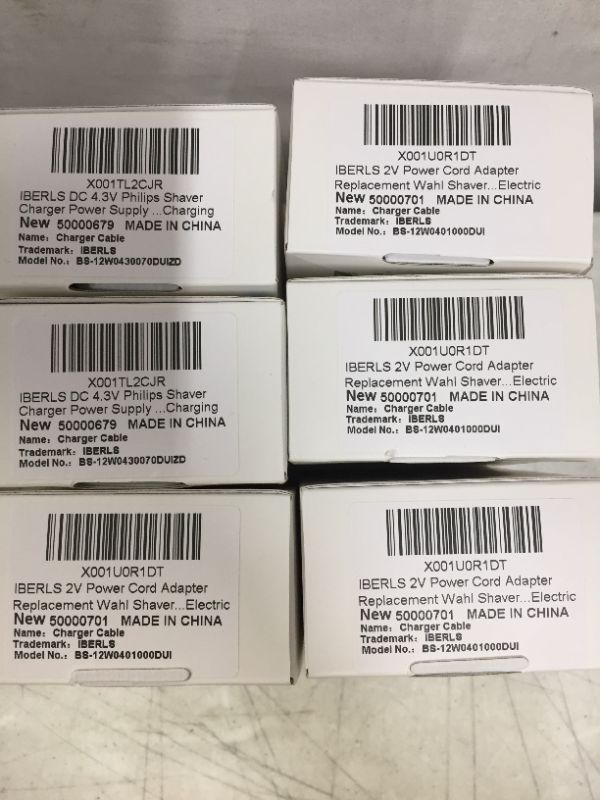 X001TL2CJR
IBERLS DC 4.3V Philips Shaver
Charger Power Supply ...Charging
New 50000679 MADE IN CHINA
Name: Charger Cable
Trademark: IBERLS
Model No.: BS-12W0430070DUIZD
X001U0R1DT
IBERLS 2V Power Cord Adapter
Replacement Wahl Shaver...Electric
New 50000701 MADE IN CHINA
Name: Charger Cable
Trademark: IBERLS
Model No.: BS-12W0401000DUI
X001TL2CJR
IBERLS DC 4.3V Philips Shaver
Charger Power Supply ...Charging
New 50000679 MADE IN CHINA
Name: Charger Cable
Trademark: IBERLS
Model No.: BS-12W0430070DUIZD
X001U0R1DT
IBERLS 2V Power Cord Adapter
Replacement Wahl Shaver...Electric
New 50000701 MADE IN CHINA
Name: Charger Cable
Trademark: IBERLS
Model No.: BS-12W0401000DUI
X001U0R1DT
IBERLS 2V Power Cord Adapter
Replacement Wahl Shaver...Electric
New 50000701 MADE IN CHINA
Name: Charger Cable
Trademark: IBERLS
Model No.: BS-12W0401000DUI
X001U0R1DT
IBERLS 2V Power Cord Adapter
Replacement Wahl Shaver...Electric
New 50000701 MADE IN CHINA
Name: Charger Cable
Trademark: IBERLS
Model No.: BS-12W0401000DUI